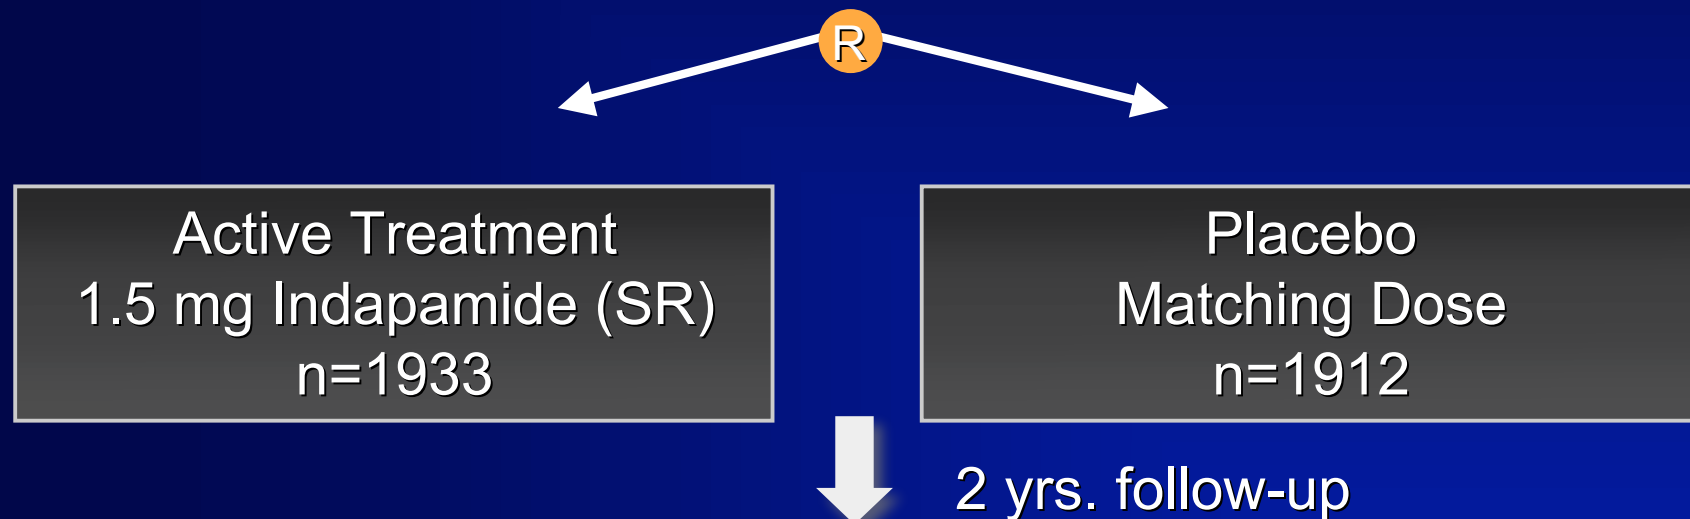 R
Active Treatment
1.5 mg Indapamide (SR)
n=1933
Placebo
Matching Dose
n=1912
2 yrs. follow-up